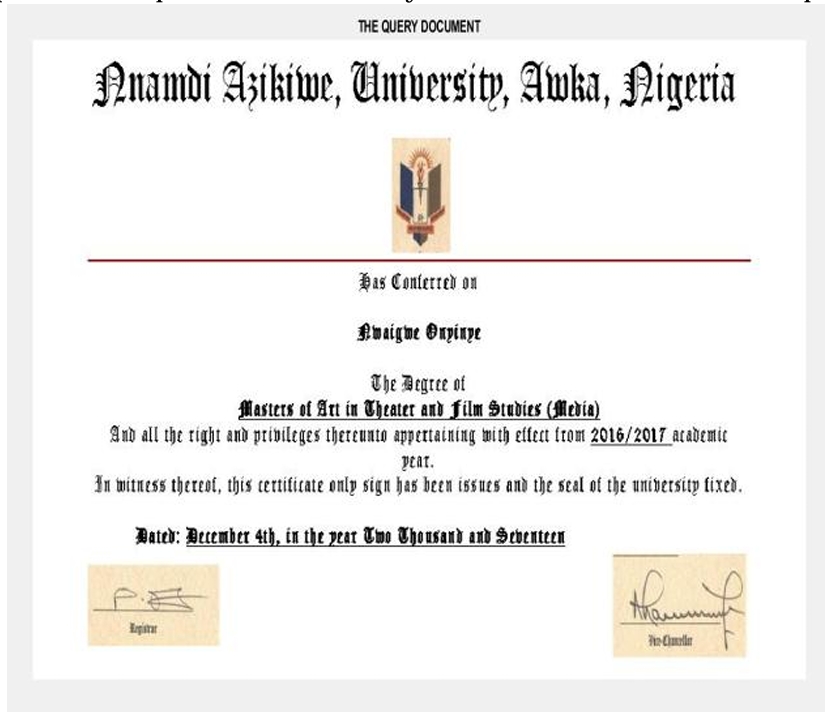 THE QUERY DOCUMENT
Nnamdi Azikiwe, University, Awka, Nigeria
Has Conferred on
Nwaigwe Onyinye
The Degree of
Masters of Art in Theater and Film Studies (Media)
And all the right and privileges thereunto appertaining with effect from 2016/2017 academic
year.
In witness thereof, this certificate only sign has been issues and the seal of the university fixed.
Dated: December 4th, in the year Two Thousand and Seventeen
Registrar
Vice-Chancellor